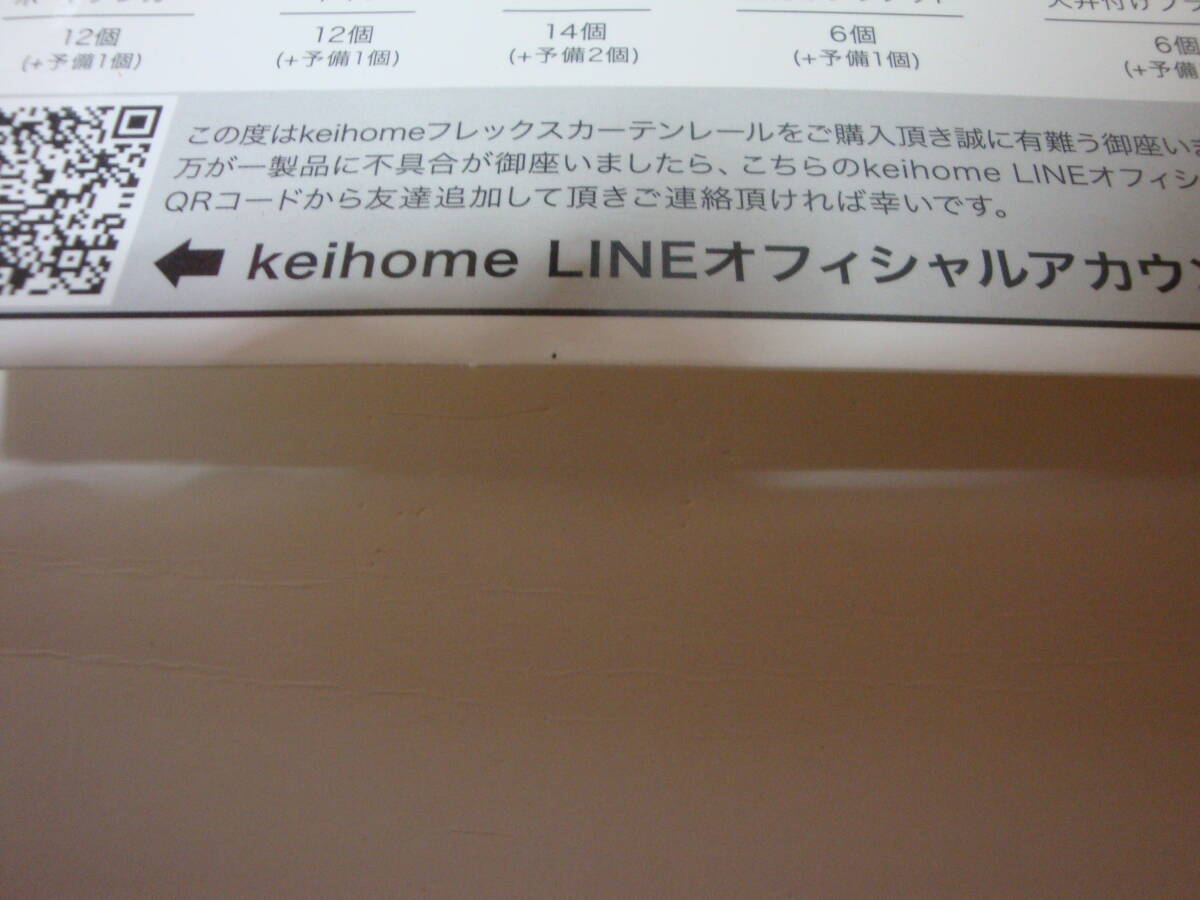 12個 12個 14個 6個 6個
(+予備1個) (+予備1個) (+予備2個) (+予備1個) (+予備
この度はkeihomeフレックスカーテンレールをご購入頂き誠に有難う御座いま
万が一製品に不具合が御座いましたら、こちらのkeihome LINEオフィシ
QRコードから友達追加して頂きご連絡頂ければ幸いです。
keihome LINEオフィシャルアカウン